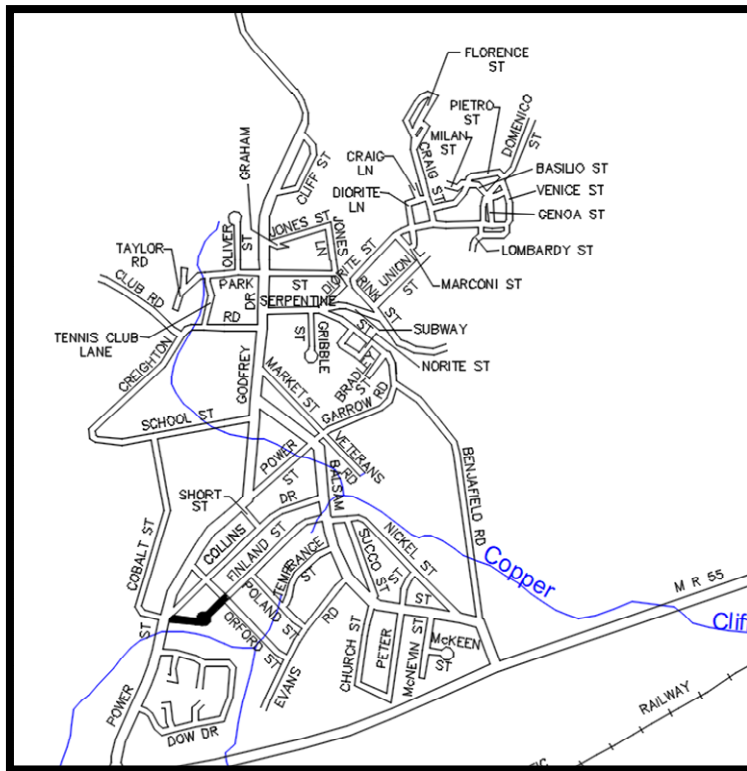 FLORENCE
ST
PIETRO
ST
DOMENICO
ST
MILAN
ST
GRAHAM
CLIFF ST
CRAIG
LN
CRAIG ST
BASILIO ST
DIORITE
LN
VENICE ST
GENOA ST
JONES ST
JONES
LN
OLIVER
ST
LOMBARDY ST
TAYLOR
RD
DIORITE ST
UNION
ST
MARCONI ST
CLUB RD
PARK
ST
RINK
ST
DR
SERPENTINE
RD
SUBWAY
ST
TENNIS CLUB
LANE
GRIBBLE
ST
NORITE ST
CREIGHTON
BRADLEY
ST
GODFREY
MARKET ST
GARROW RD
SCHOOL ST
POWER
ST
VETERANS
RD
BALSAM
BENJAFIELD RD
SHORT
ST
DR
COLLINS
FINLAND ST
NICKEL ST
COBALT ST
TEMPERANCE
ST
SUCCO ST
Copper
ST
M R 55
POLAND ST
RD
ST
Cliff
ST
ORFORD ST
McKEEN
ST
CHURCH ST
PETER
McNEVIN ST
EVANS
POWER
RAILWAY
DOW DR
IC